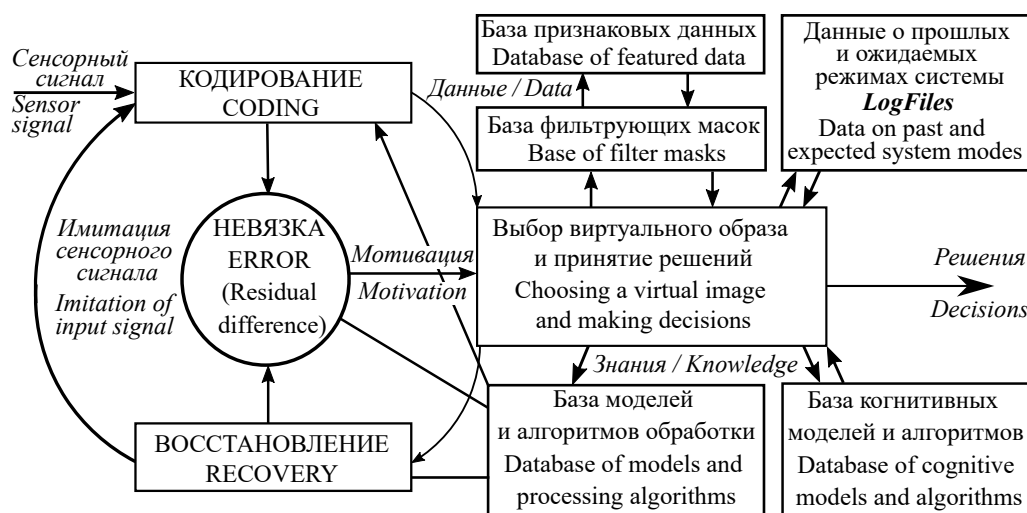 Сенсорный
сигнал
Sensor
signal
КОДИРОВАНИЕ
CODING
Данные / Data
База признаковых данных
Database of featured data
База фильтрующих масок
Base of filter masks
Данные о прошлых
и ожидаемых
режимах системы
LogFiles
Data on past and
expected system modes
Имитация
сенсорного
сигнала
Imitation of
input signal
НЕВЯЗКА
ERROR
(Residual
difference)
Мотивация
Motivation
Выбор виртуального образа
и принятие решений
Choosing a virtual image
and making decisions
Решения
Decisions
Знания / Knowledge
ВОССТАНОВЛЕНИЕ
RECOVERY
База моделей
и алгоритмов обработки
Database of models and
processing algorithms
База когнитивных
моделей и алгоритмов
Database of cognitive
models and algorithms